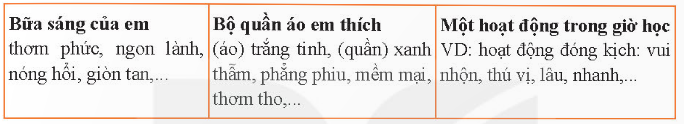 Bữa sáng của em
thơm phức, ngon lành,
nóng hổi, giòn tan,...
Bộ quần áo em thích
(áo) trắng tinh, (quần) xanh
thẫm, phẳng phiu, mềm mại,
thơm tho,...
Một hoạt động trong giờ học
VD: hoạt động đóng kịch: vui
nhộn, thú vị, lâu, nhanh,...